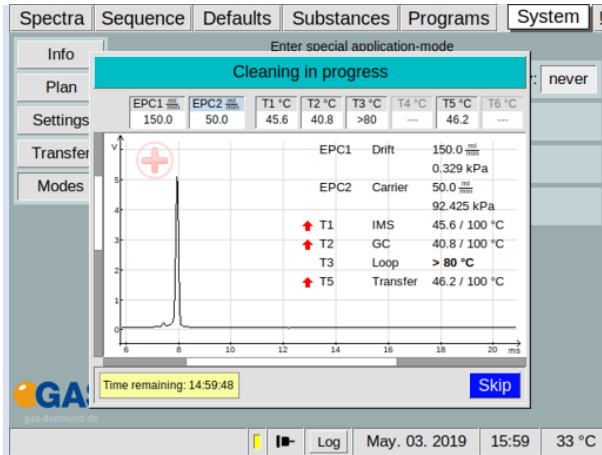 Spectra Sequence Defaults Substances Programs System
Info
Enter special application-mode
Plan
Settings
Transfer
Modes
never
Cleaning in progress
EPC1 ml/min EPC2 ml/min T1 °C T2 °C T3 °C T4 °C T5 °C T6 °C
150.0 50.0 45.6 40.8 >80 --- 46.2 ---
V
5
4
3
2
1
0
6 8 10 12 14 16 18 20 ms
EPC1 Drift 150.0 ml/min
0.329 kPa
EPC2 Carrier 50.0 ml/min
92.425 kPa
T1 IMS 45.6 / 100 °C
T2 GC 40.8 / 100 °C
T3 Loop > 80 °C
T5 Transfer 46.2 / 100 °C
Time remaining: 14:59:48
Skip
GAS
gas-dortmund.de
Log May. 03. 2019 15:59 33 °C